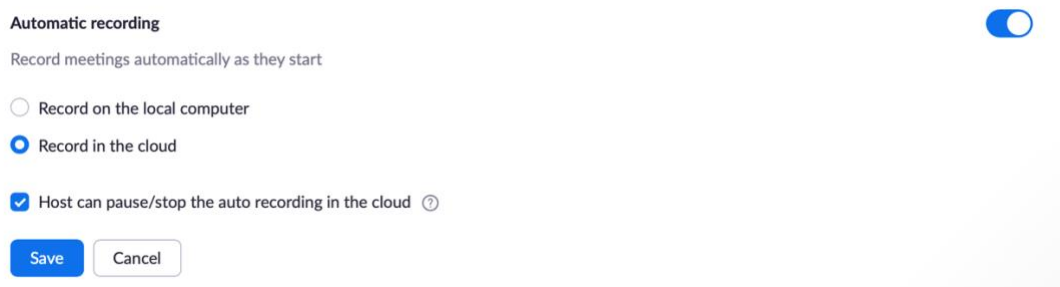 Automatic recording
Record meetings automatically as they start
Record on the local computer
Record in the cloud
Host can pause/stop the auto recording in the cloud ?
Save Cancel